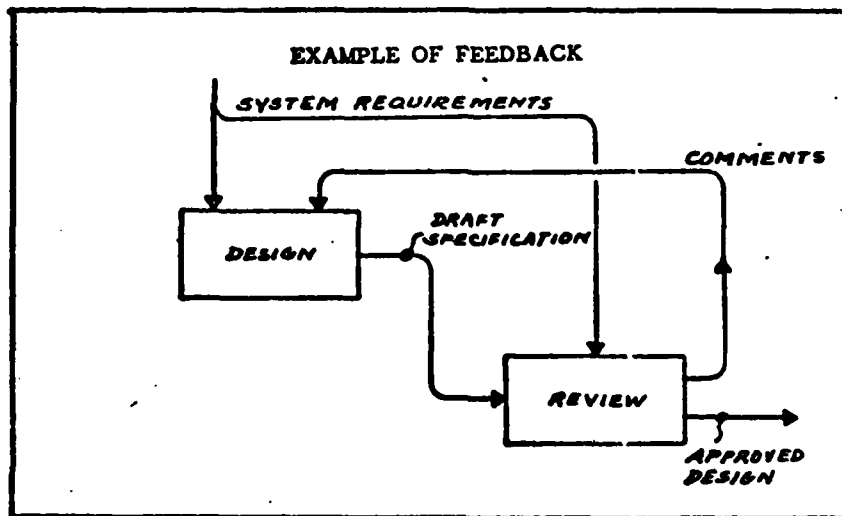 EXAMPLE OF FEEDBACK
SYSTEM REQUIREMENTS
COMMENTS
DRAFT
SPECIFICATION
DESIGN
REVIEW
APPROVED
DESIGN